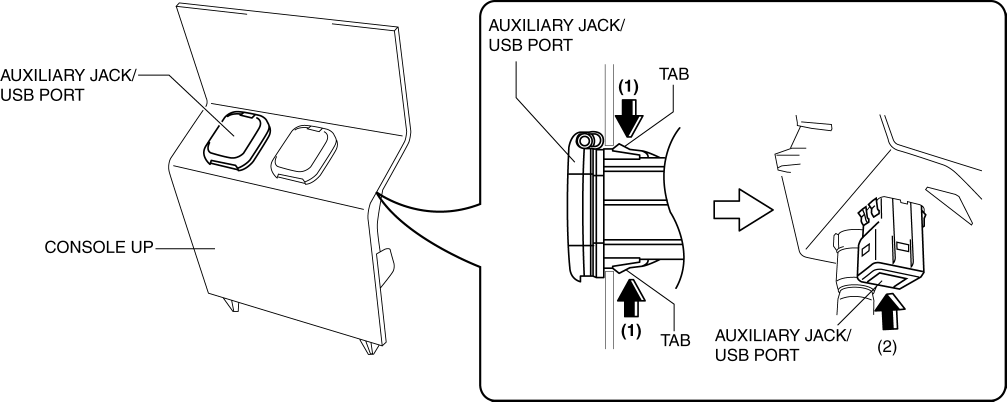 AUXILIARY JACK/
USB PORT
CONSOLE UP
AUXILIARY JACK/
USB PORT
(1)
TAB
(1)
TAB
AUXILIARY JACK/
USB PORT
(2)